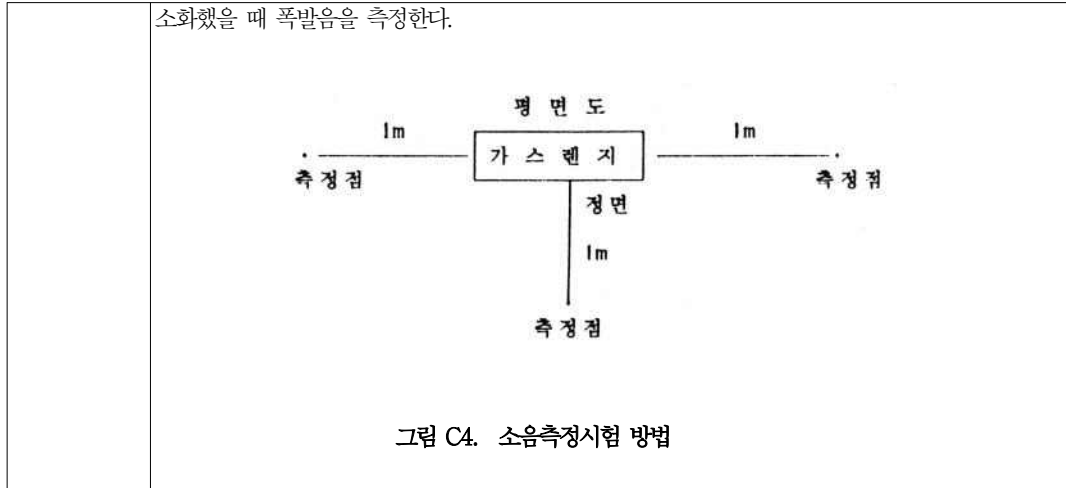 소화했을 때 폭발음을 측정한다.
평 면 도
1m
1m
가 스 렌 지
측 정 점
측 정 점
정 면
1m
측 정 점
그림 C4. 소음측정시험 방법